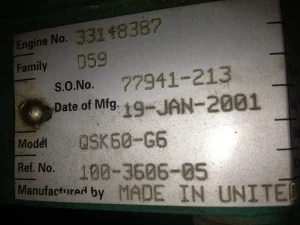 Engine No. 33148387
Family D59
S.O.No. 77941-213
Date of Mfg. 19-JAN-2001
Model QSK60-G6
Ref. No. 100-3606-05
Manufactured by MADE IN UNITE